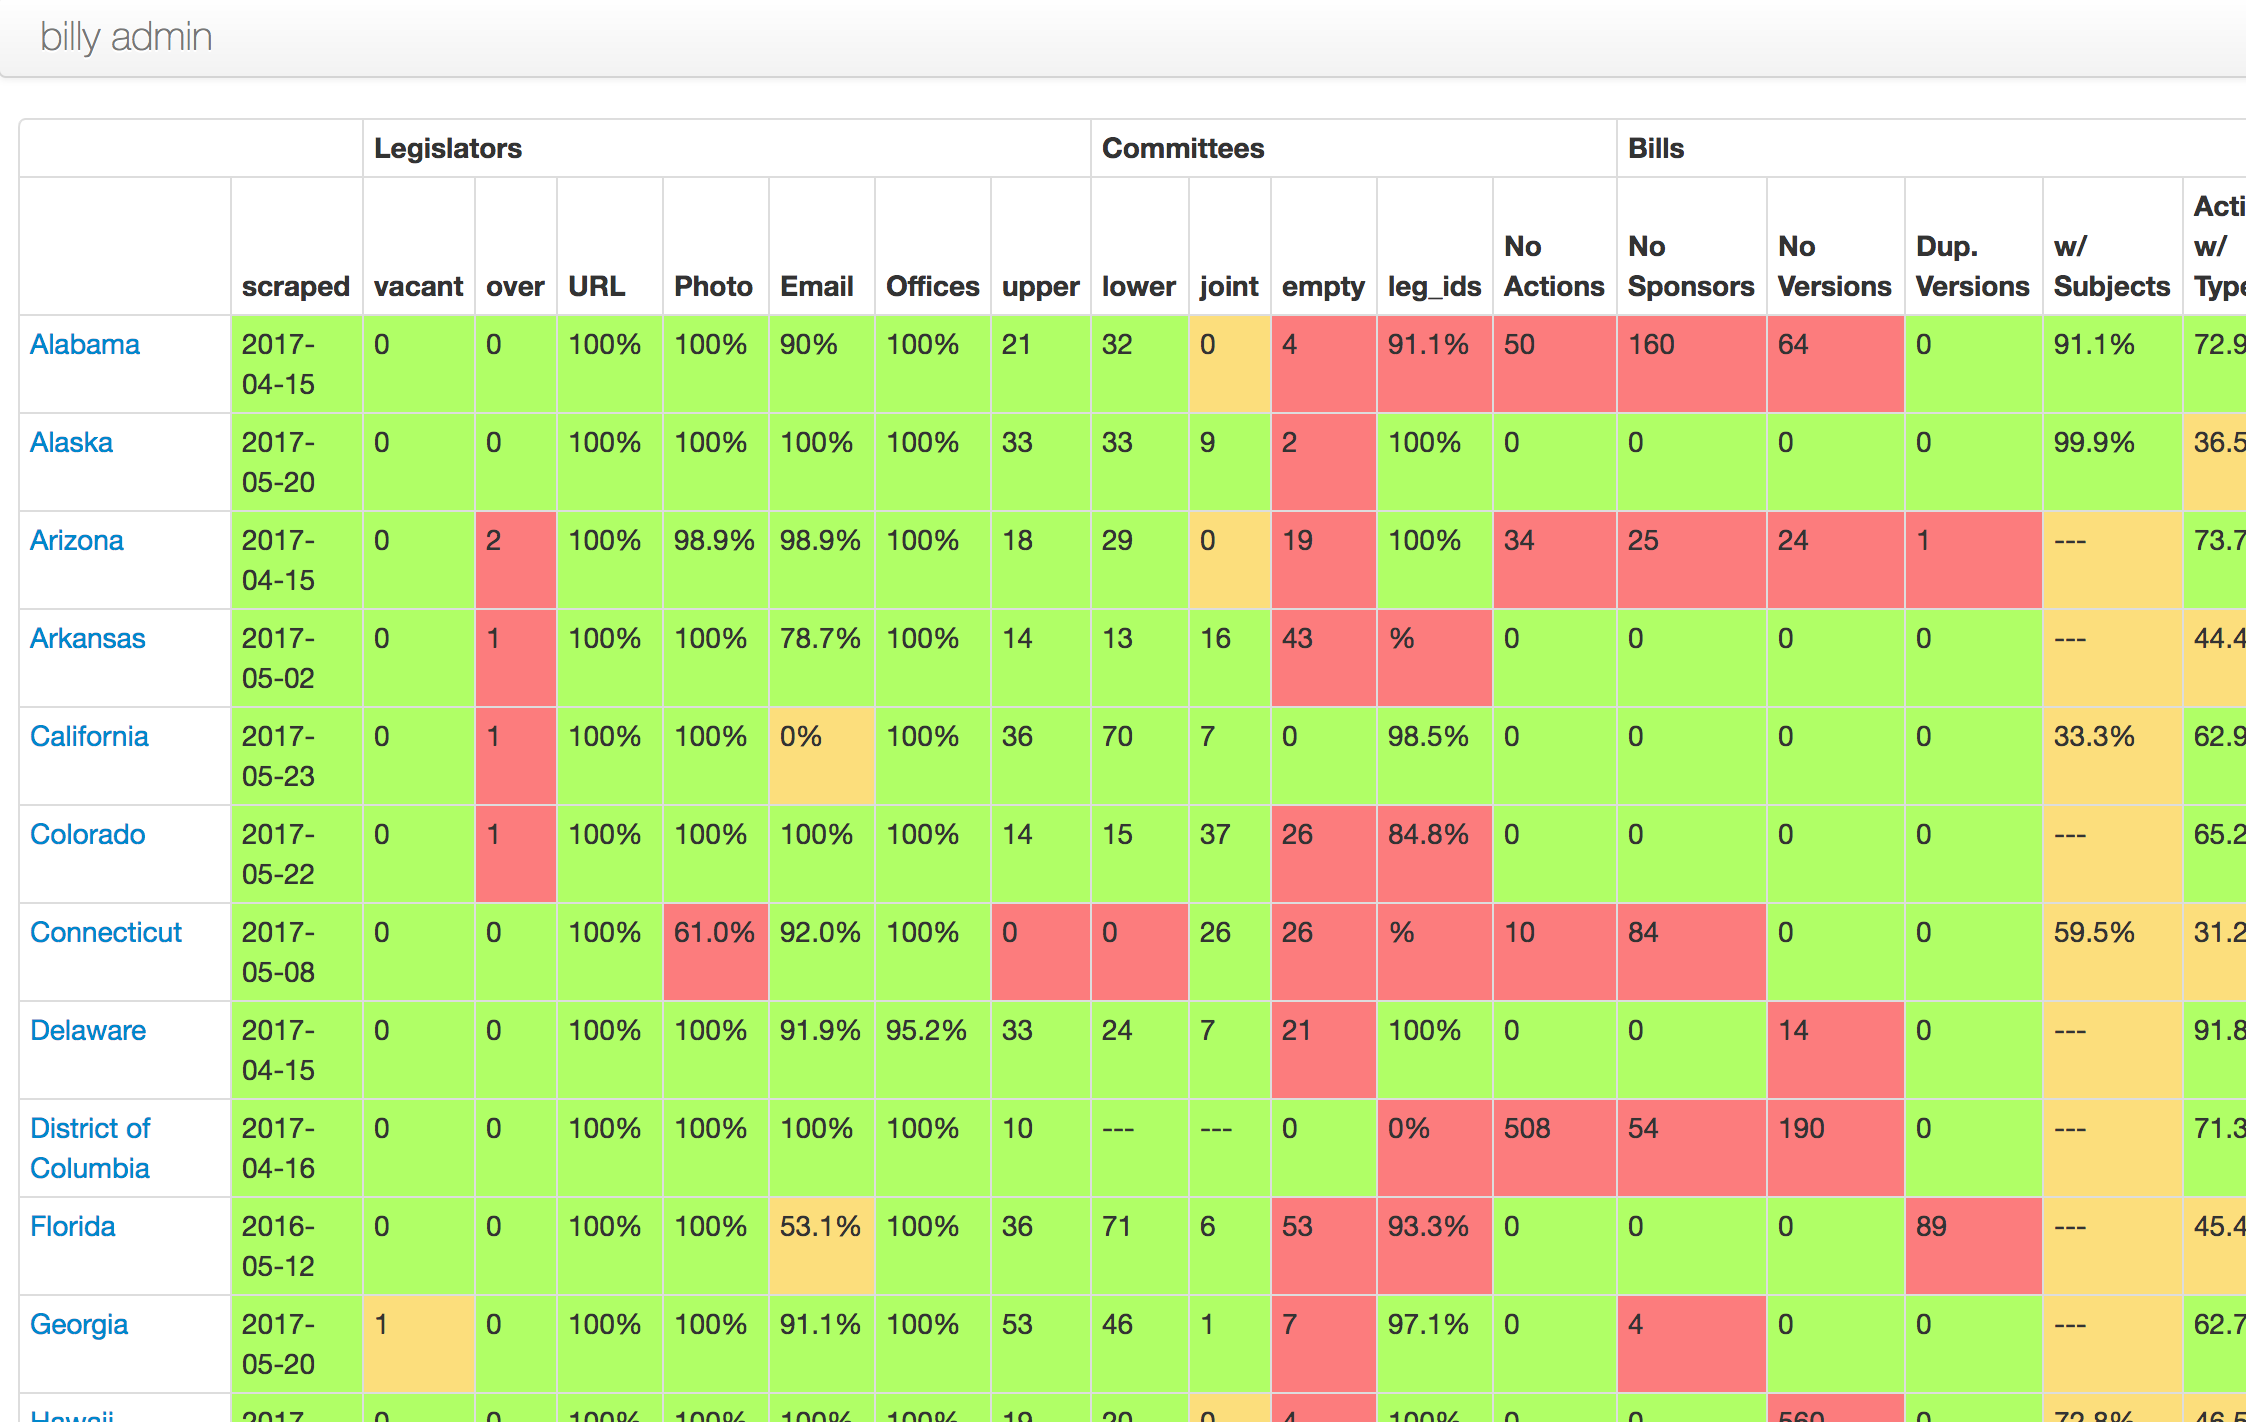 billy admin
Legislators Committees Bills
scraped vacant over URL Photo Email Offices upper lower joint empty leg_ids No Actions No Sponsors No Versions Dup. Versions w/ Subjects w/
Alabama 2017-04-15 0 0 100% 100% 90% 100% 21 32 0 4 91.1% 50 160 64 0 91.1% 72.9
Alaska 2017-05-20 0 0 100% 100% 100% 100% 33 33 9 2 100% 0 0 0 0 99.9% 36.5
Arizona 2017-04-15 0 2 100% 98.9% 98.9% 100% 18 29 0 19 100% 34 25 24 1 --- 73.7
Arkansas 2017-05-02 0 1 100% 100% 78.7% 100% 14 13 16 43 % 0 0 0 0 --- 44.4
California 2017-05-23 0 1 100% 100% 0% 100% 36 70 7 0 98.5% 0 0 0 0 33.3% 62.9
Colorado 2017-05-22 0 1 100% 100% 100% 100% 14 15 37 26 84.8% 0 0 0 0 --- 65.2
Connecticut 2017-05-08 0 0 100% 61.0% 92.0% 100% 0 0 26 26 % 10 84 0 0 59.5% 31.2
Delaware 2017-04-15 0 0 100% 100% 91.9% 95.2% 33 24 7 21 100% 0 0 14 0 --- 91.8
District of Columbia 2017-04-16 0 0 100% 100% 100% 100% 10 --- --- 0 0% 508 54 190 0 --- 71.3
Florida 2016-05-12 0 0 100% 100% 53.1% 100% 36 71 6 53 93.3% 0 0 0 89 --- 45.4
Georgia 2017-05-20 1 0 100% 100% 91.1% 100% 53 46 1 7 97.1% 0 4 0 0 --- 62.7
Hawaii 2017- 0 0 100% 100% 100% 100% 19 20 0 4 100% 0 0 560 0 72.8% 46.5